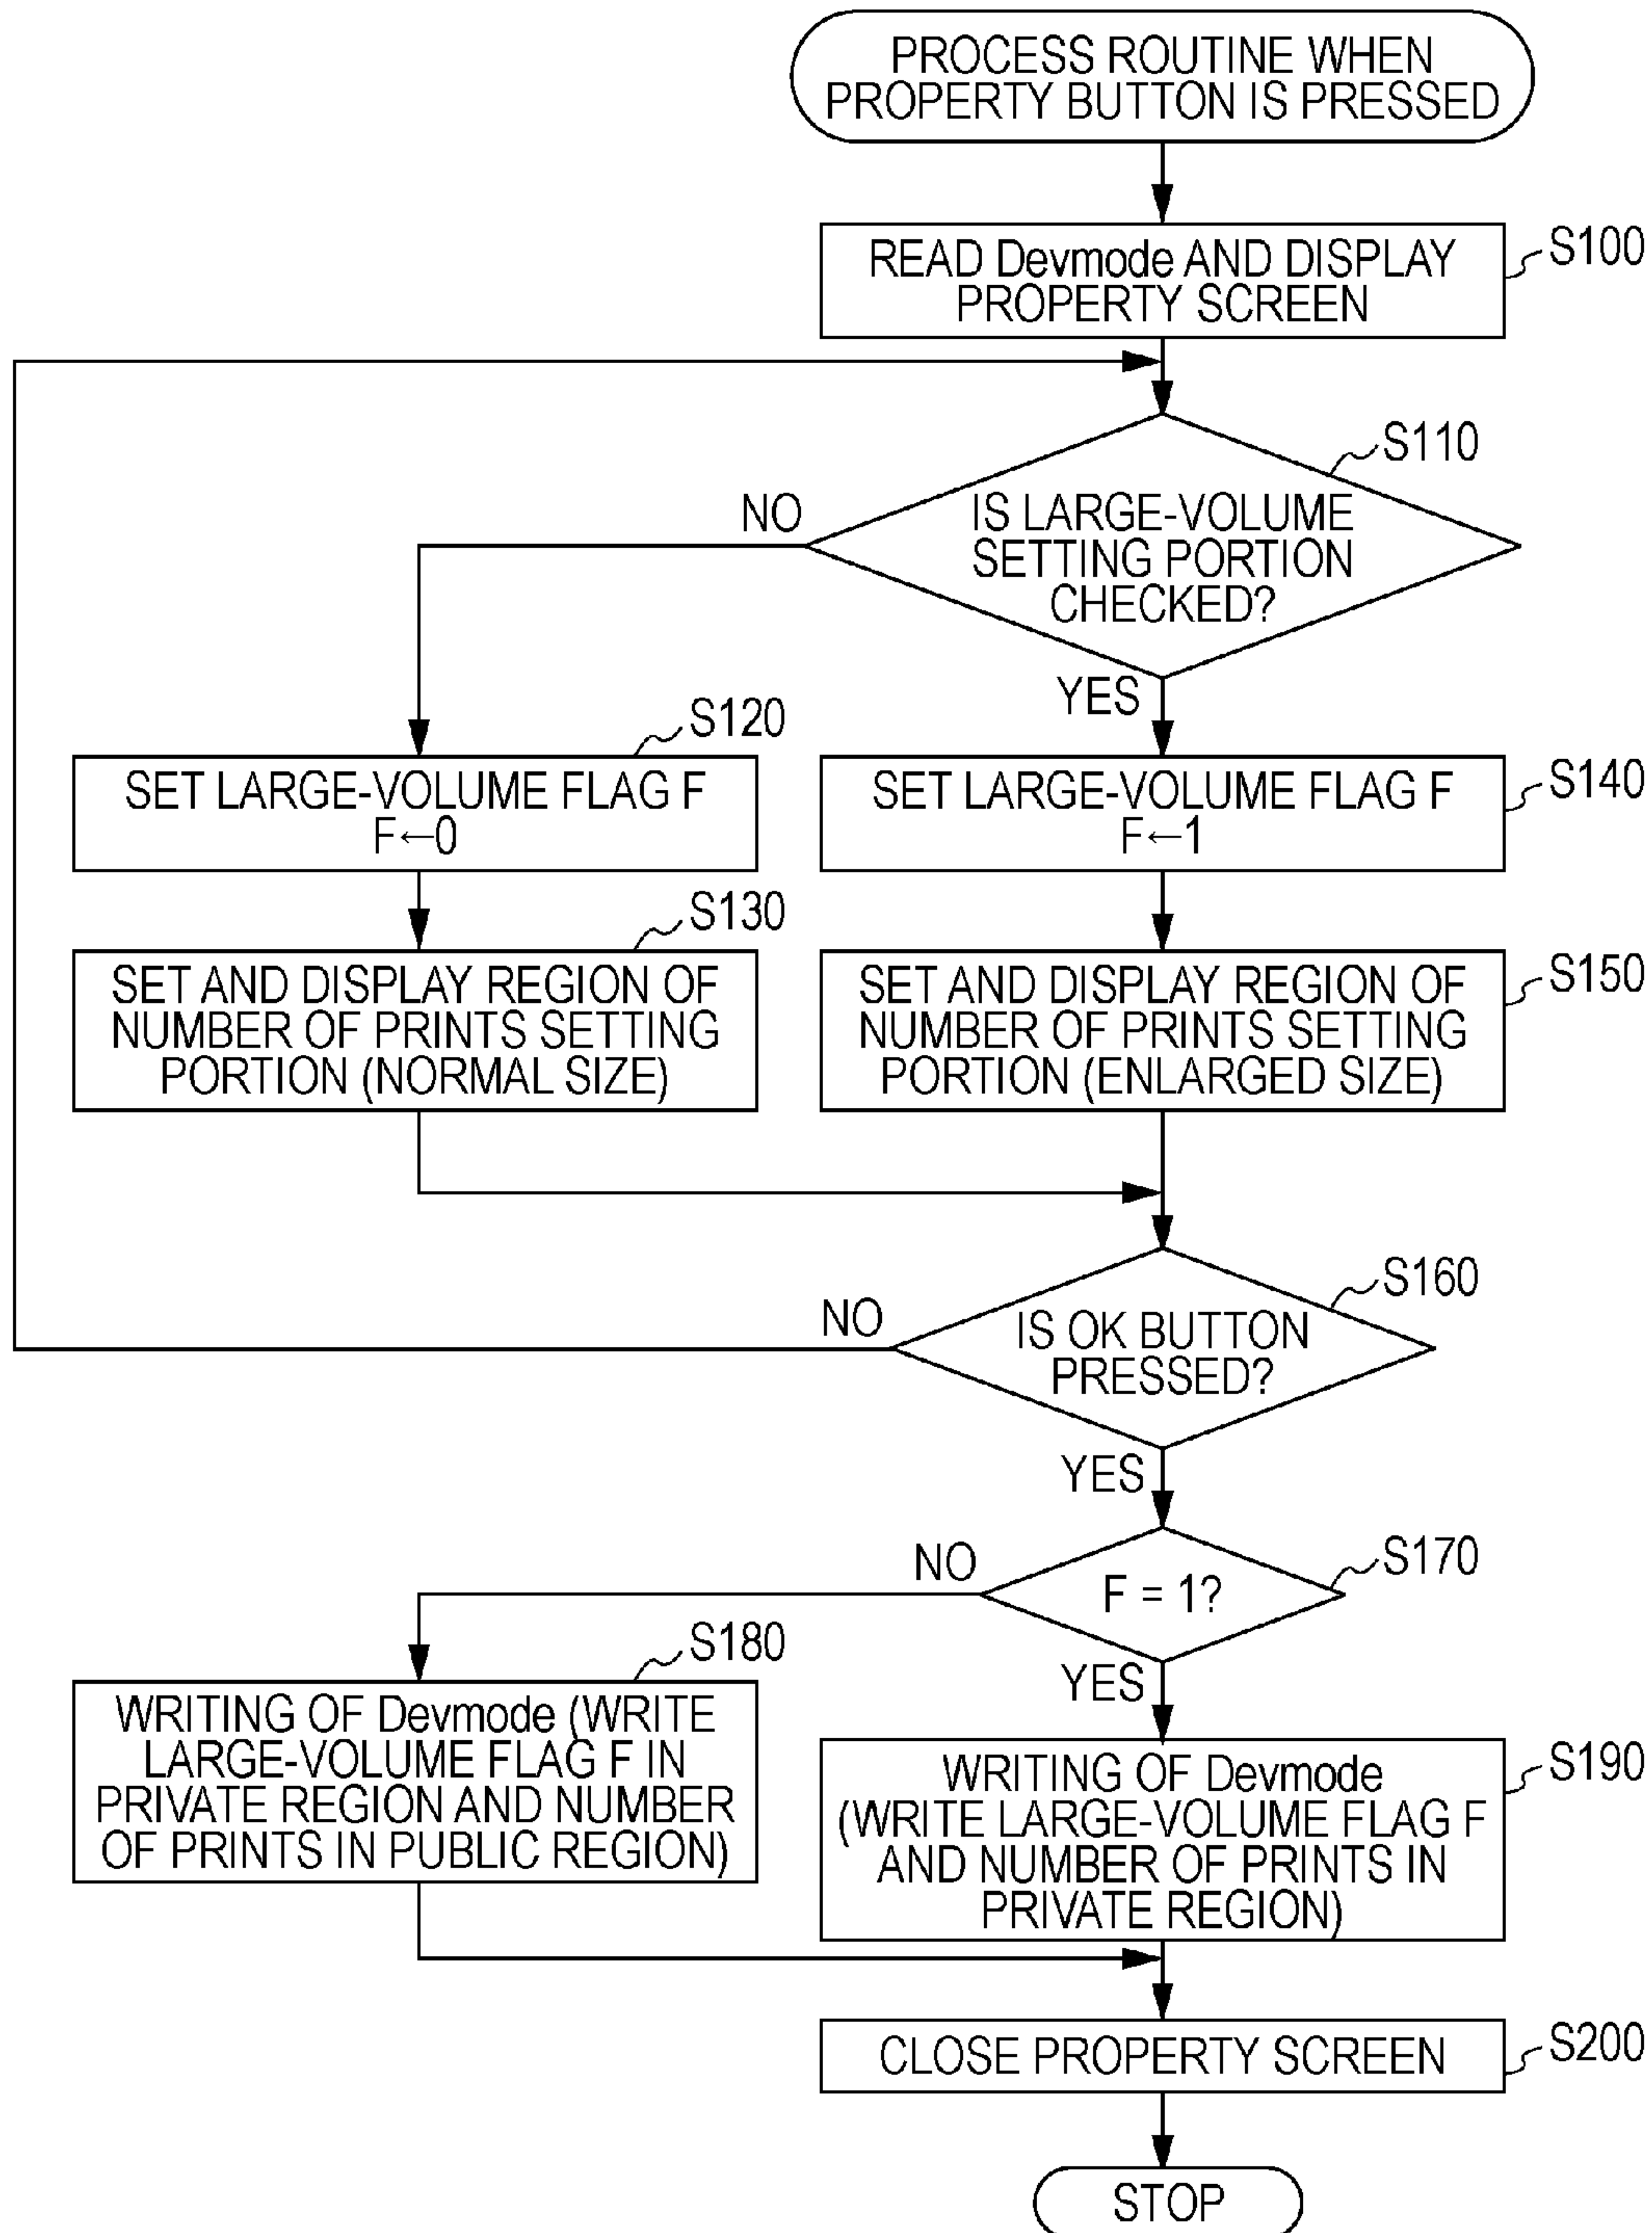 PROCESS ROUTINE WHEN
PROPERTY BUTTON IS PRESSED
READ Devmode AND DISPLAY
PROPERTY SCREEN
S100
IS LARGE-VOLUME
SETTING PORTION
CHECKED?
S110
NO
YES
SET LARGE-VOLUME FLAG F
F←0
S120
SET LARGE-VOLUME FLAG F
F←1
S140
SET AND DISPLAY REGION OF
NUMBER OF PRINTS SETTING
PORTION (NORMAL SIZE)
S130
SET AND DISPLAY REGION OF
NUMBER OF PRINTS SETTING
PORTION (ENLARGED SIZE)
S150
IS OK BUTTON
PRESSED?
S160
NO
YES
F = 1?
S170
NO
YES
WRITING OF Devmode (WRITE
LARGE-VOLUME FLAG F IN
PRIVATE REGION AND NUMBER
OF PRINTS IN PUBLIC REGION)
S180
WRITING OF Devmode
(WRITE LARGE-VOLUME FLAG F
AND NUMBER OF PRINTS IN
PRIVATE REGION)
S190
CLOSE PROPERTY SCREEN
S200
STOP